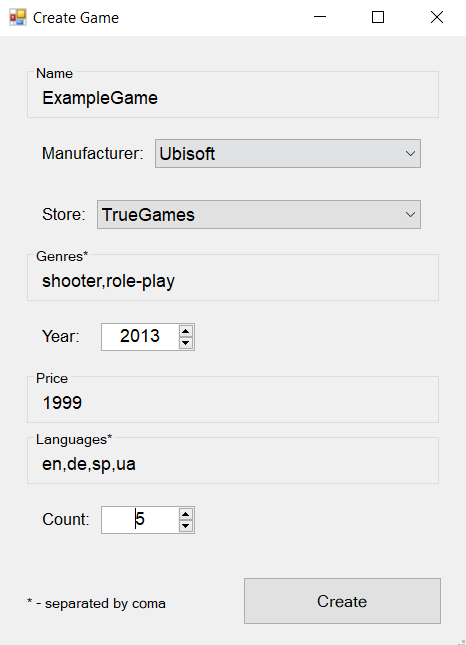 Create Game
Name
ExampleGame
Manufacturer: Ubisoft
Store: TrueGames
Genres*
shooter,role-play
Year: 2013
Price
1999
Languages*
en,de,sp,ua
Count: 5
* - separated by coma
Create